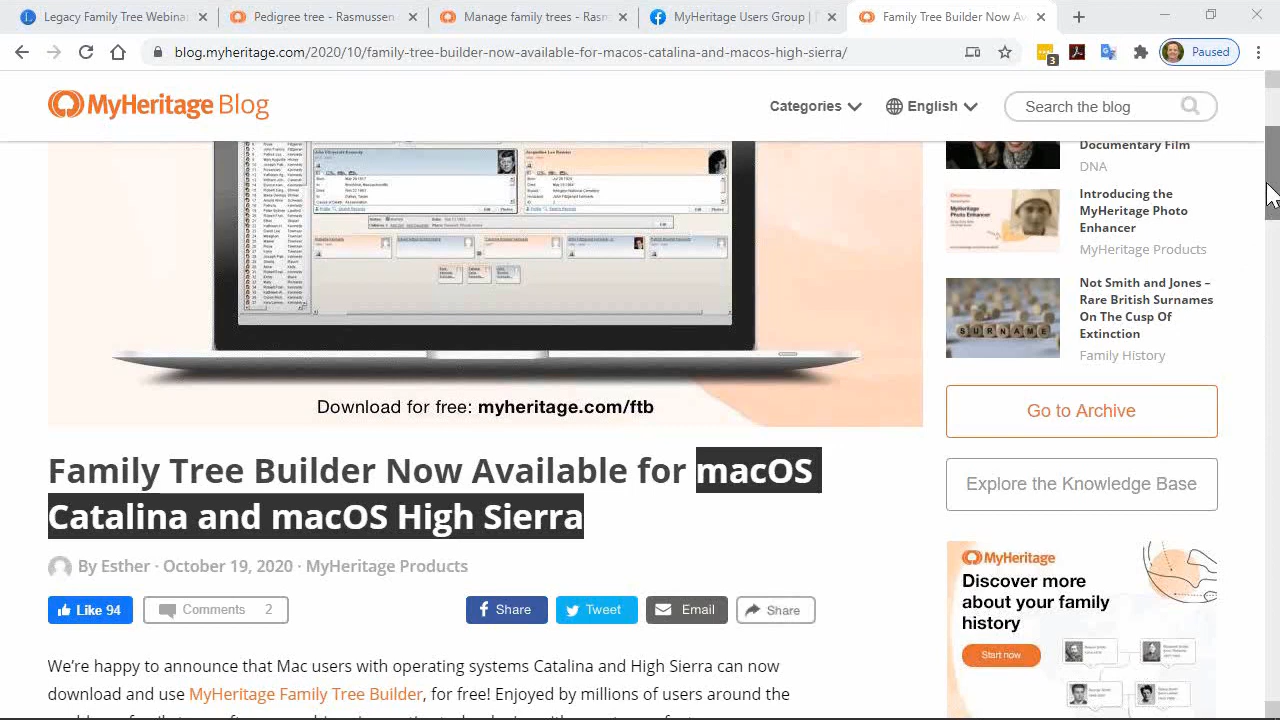 Legacy Family Tree Webinar
Pedigree tree - Rasmussen
Manage family trees - Rasm
MyHeritage Users Group | F
Family Tree Builder Now Av
blog.myheritage.com/2020/10/family-tree-builder-now-available-for-macos-catalina-and-mcos-high-sierra/
3
Paused
MyHeritage Blog
Categories
English
Search the blog
Download for free: myheritage.com/ftb
Family Tree Builder Now Available for macOS
Catalina and macOS High Sierra
By Esther · October 19, 2020 · MyHeritage Products
Like 94
Comments 2
Share
Tweet
Email
Share
We're happy to announce that Mac users with operating systems Catalina and High Sierra can now
download and use MyHeritage Family Tree Builder, for free! Enjoyed by millions of users around the
Documentary Film
DNA
Introducing the
MyHeritage Photo
Enhancer
MyHeritage Products
SURNAME
Not Smith and Jones –
Rare British Surnames
On The Cusp Of
Extinction
Family History
Go to Archive
Explore the Knowledge Base
MyHeritage
Discover more
about your family
history
Start now